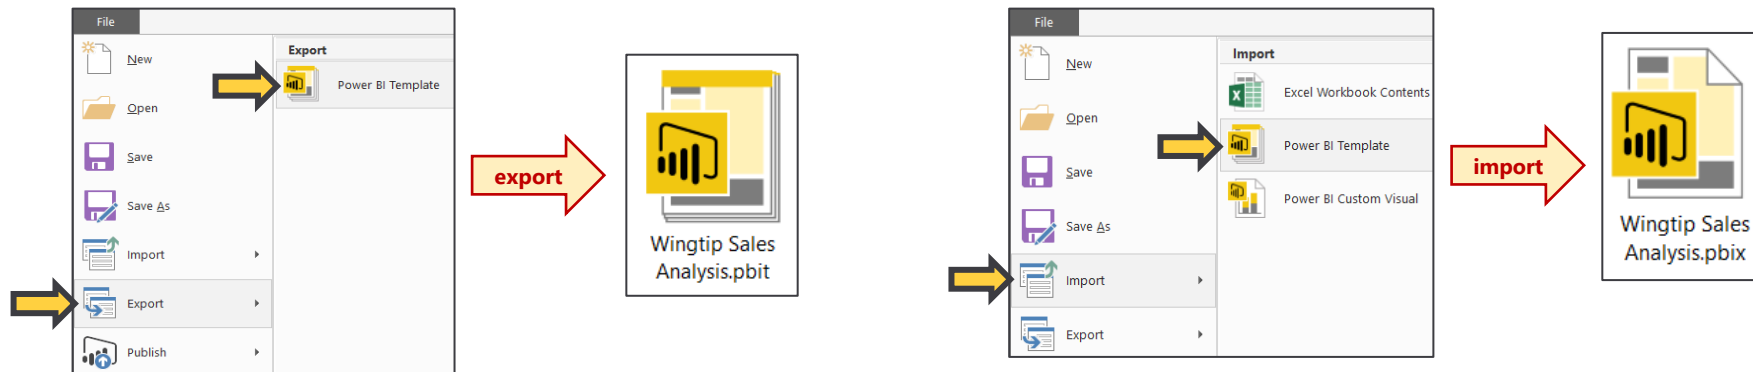 File
New
Open
Save
Save As
Import
Export
Publish
Export
Power BI Template
export
Wingtip Sales
Analysis.pbit
File
New
Open
Save
Save As
Import
Export
Import
Excel Workbook Contents
Power BI Template
Power BI Custom Visual
import
Wingtip Sales
Analysis.pbix